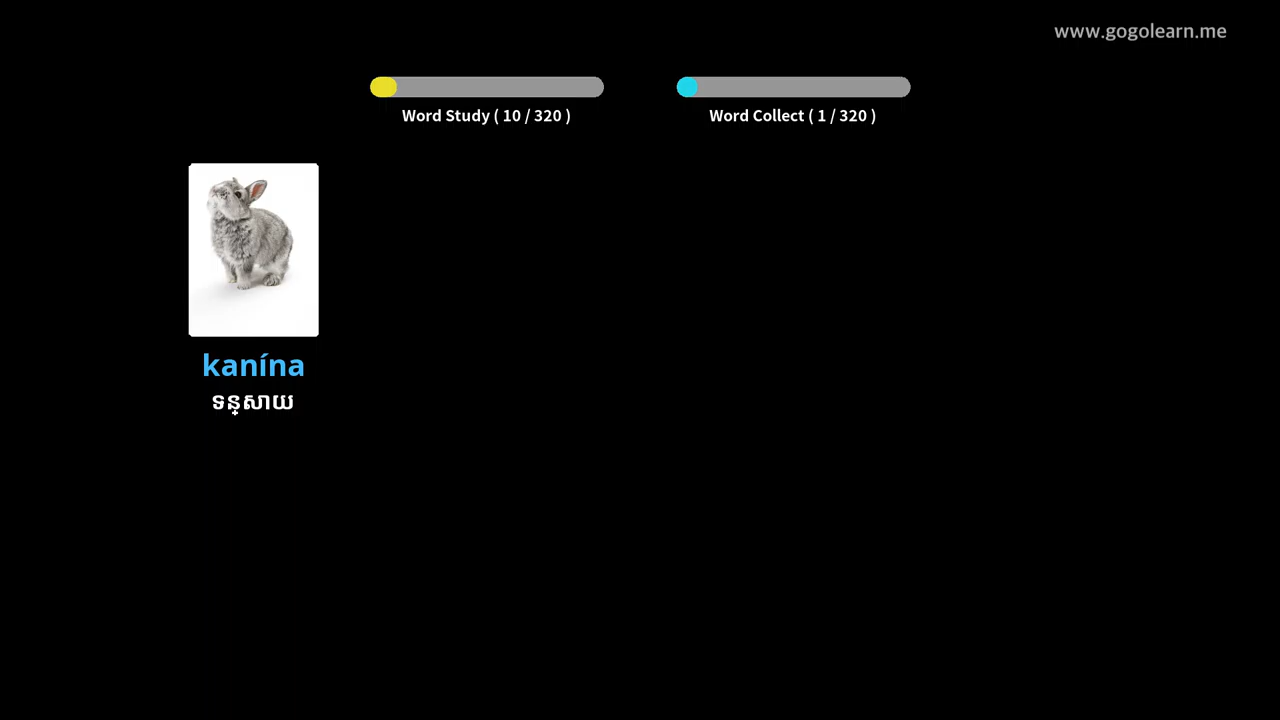 www.gogolearn.me
Word Study ( 10 / 320 )
Word Collect ( 1 / 320 )
kanína
ទន្សាយ